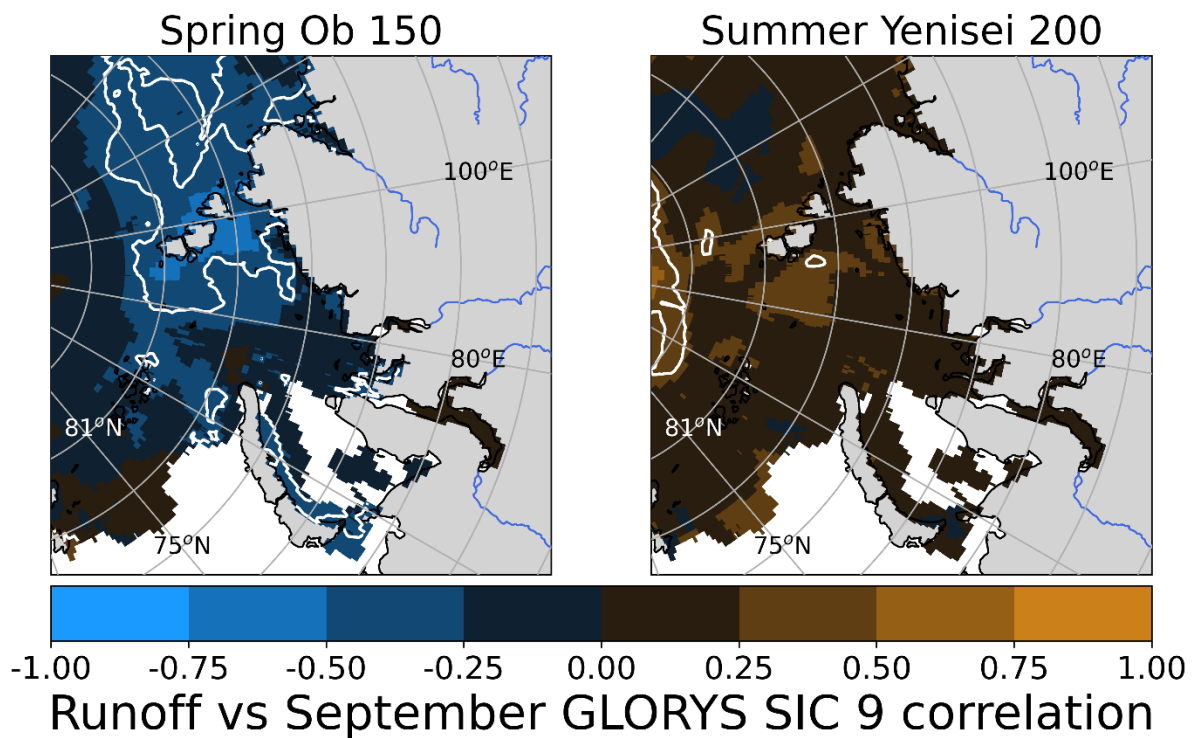 Spring Ob 150
Summer Yenisei 200
100°E
80°E
81°N
75°N
100°E
80°E
81°N
75°N
-1.00 -0.75 -0.50 -0.25 0.00 0.25 0.50 0.75 1.00
Runoff vs September GLORYS SIC 9 correlation